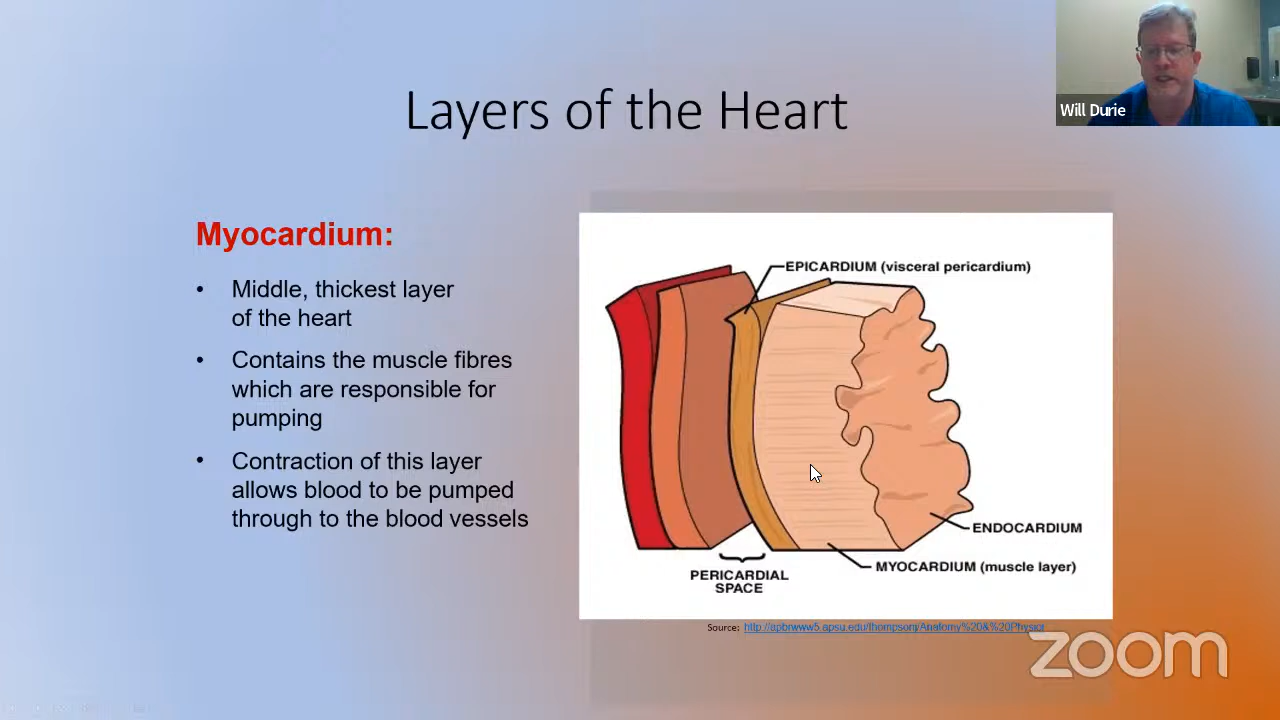 Will Durie
Layers of the Heart
Myocardium:
• Middle, thickest layer
of the heart
• Contains the muscle fibres
which are responsible for
pumping
• Contraction of this layer
allows blood to be pumped
through to the blood vessels
EPICARDIUM (visceral pericardium)
ENDOCARDIUM
MYOCARDIUM (muscle layer)
PERICARDIAL
SPACE
Source: http://apbrwww5.apsu.edu/thompsonj/Anatomy%20&%20Physiol
zoom